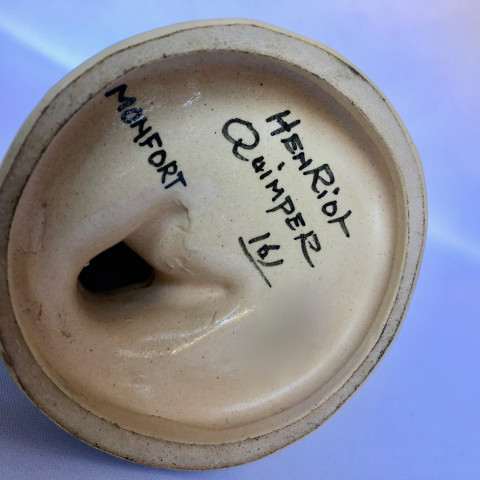 MONFORT
HENRiot
QuimPER
161